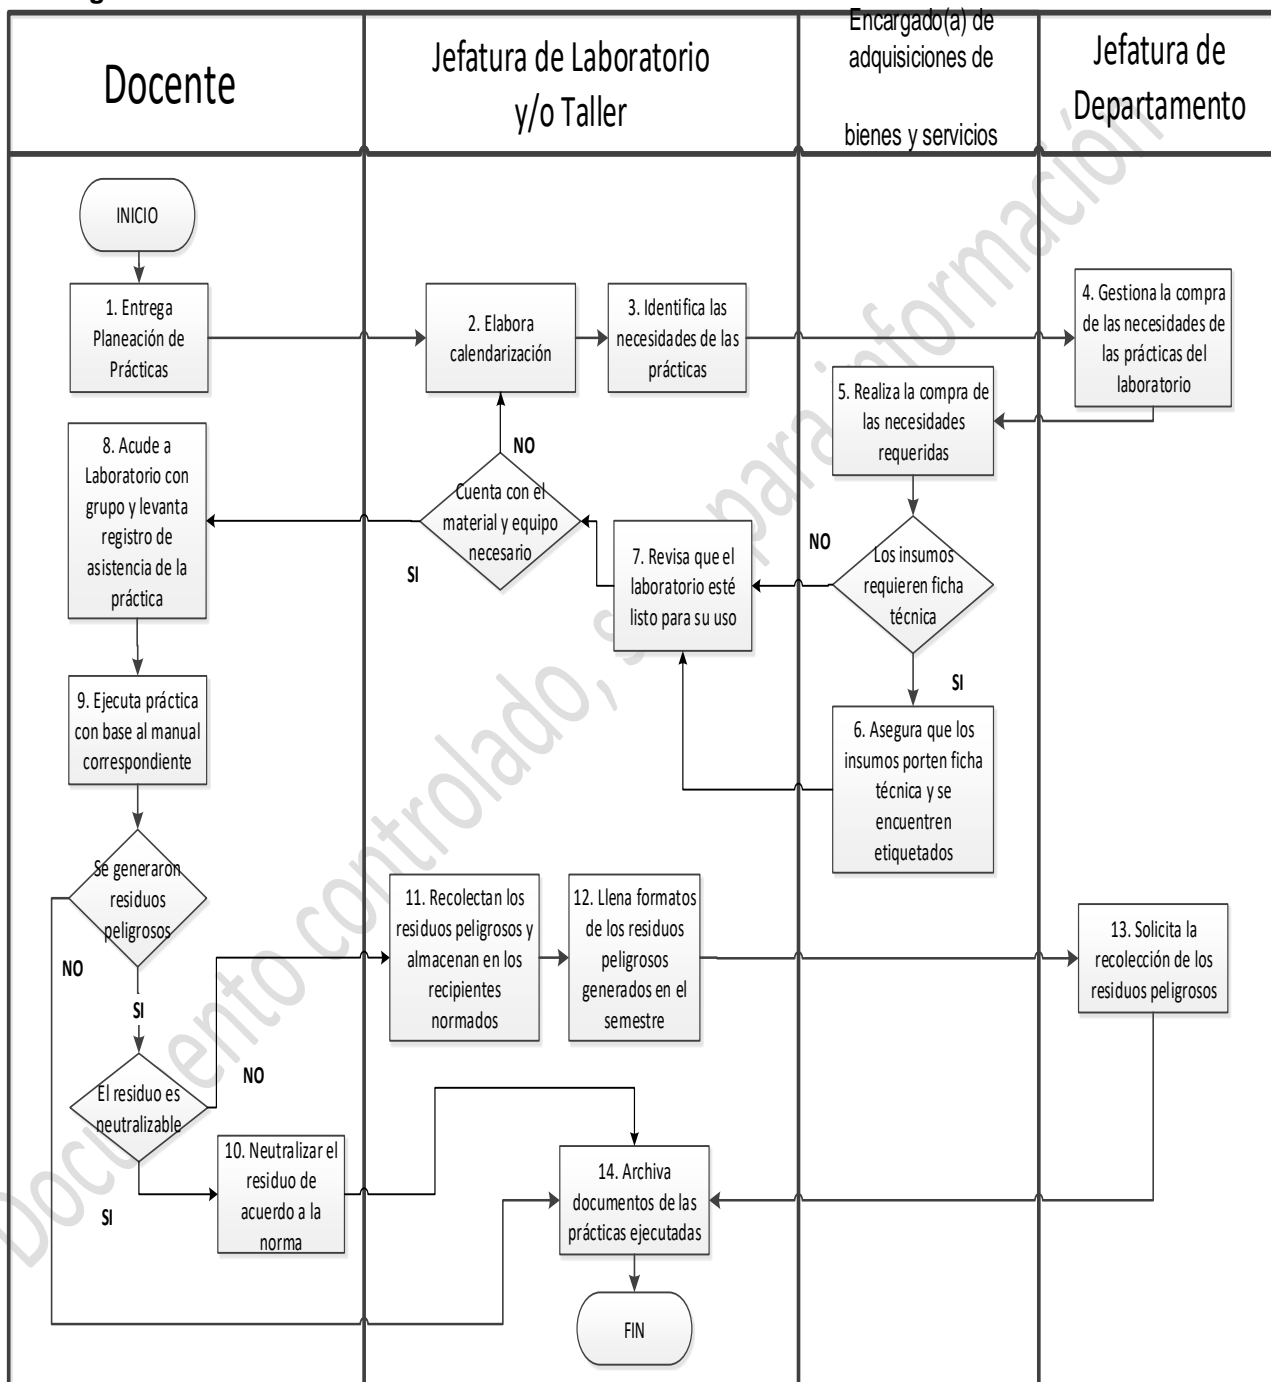 Docente
Jefatura de Laboratorio
y/o Taller
Encargado(a) de
adquisiciones de
bienes y servicios
Jefatura de
Departamento
INICIO
1. Entrega
Planeación de
Prácticas
2. Elabora
calendarización
3. Identifica las
necesidades de las
prácticas
4. Gestiona la compra
de las necesidades de
las prácticas del
laboratorio
5. Realiza la compra de
las necesidades
requeridas
Los insumos
requieren ficha
técnica
NO
SI
6. Asegura que los
insumos porten ficha
técnica y se
encuentren
etiquetados
7. Revisa que el
laboratorio esté
listo para su uso
Cuenta con el
material y equipo
necesario
NO
SI
8. Acude a
Laboratorio con
grupo y levanta
registro de
asistencia de la
práctica
9. Ejecuta práctica
con base al manual
correspondiente
Se generaron
residuos
peligrosos
NO
SI
El residuo es
neutralizable
NO
SI
10. Neutralizar el
residuo de
acuerdo a la
norma
11. Recolectan los
residuos peligrosos y
almacenan en los
recipientes
normados
12. Llena formatos
de los residuos
peligrosos
generados en el
semestre
13. Solicita la
recolección de los
residuos peligrosos
14. Archiva
documentos de las
prácticas ejecutadas
FIN
Documento controlado, para información